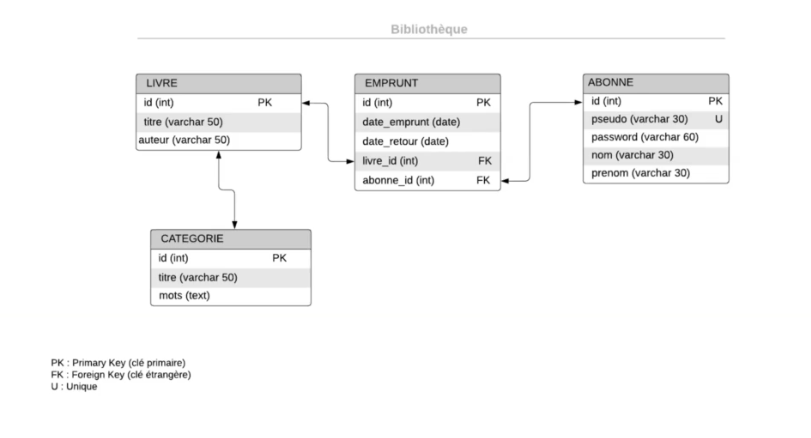 Bibliothèque
LIVRE
id (int) PK
titre (varchar 50)
auteur (varchar 50)
EMPRUNT
id (int) PK
date_emprunt (date)
date_retour (date)
livre_id (int) FK
abonne_id (int) FK
ABONNE
id (int) PK
pseudo (varchar 30) U
password (varchar 60)
nom (varchar 30)
prenom (varchar 30)
CATEGORIE
id (int) PK
titre (varchar 50)
mots (text)
PK : Primary Key (clé primaire)
FK : Foreign Key (clé étrangère)
U : Unique